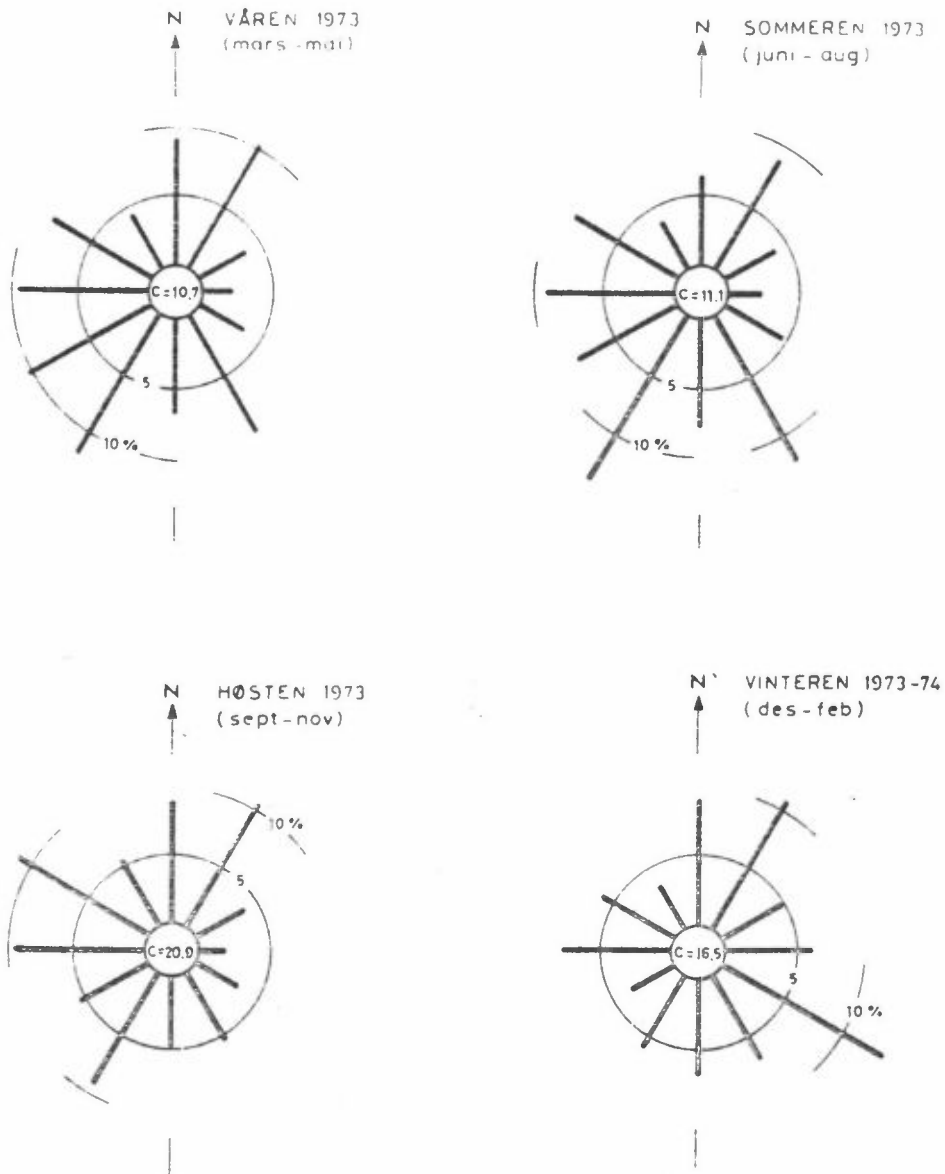 N VÅREN 1973
(mars-mai)
C=10,7
5
10%
N SOMMEREN 1973
(juni-aug)
C=11,1
5
10%
N HØSTEN 1973
(sept-nov)
10%
5
C=20,9
N VINTEREN 1973-74
(des-feb)
C=16,5
5
10%